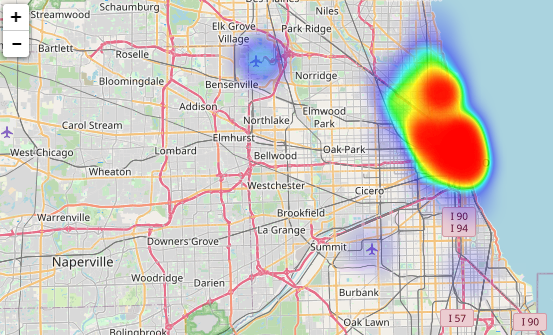 +
−
Streamwood
Schaumburg
Niles
Elk Grove
Village
Park Ridge
Bartlett
Roselle
Bensenville
Norridge
Bloomingdale
Addison
Northlake
Elmwood
Park
Carol Stream
Elmhurst
West Chicago
Lombard
Bellwood
Oak Park
Wheaton
Westchester
Cicero
Brookfield
Warrenville
La Grange
I 90
I 94
Downers Grove
Summit
Naperville
Woodridge
Darien
Burbank
Bolingbrook
Oak Lawn
I 57
I 90